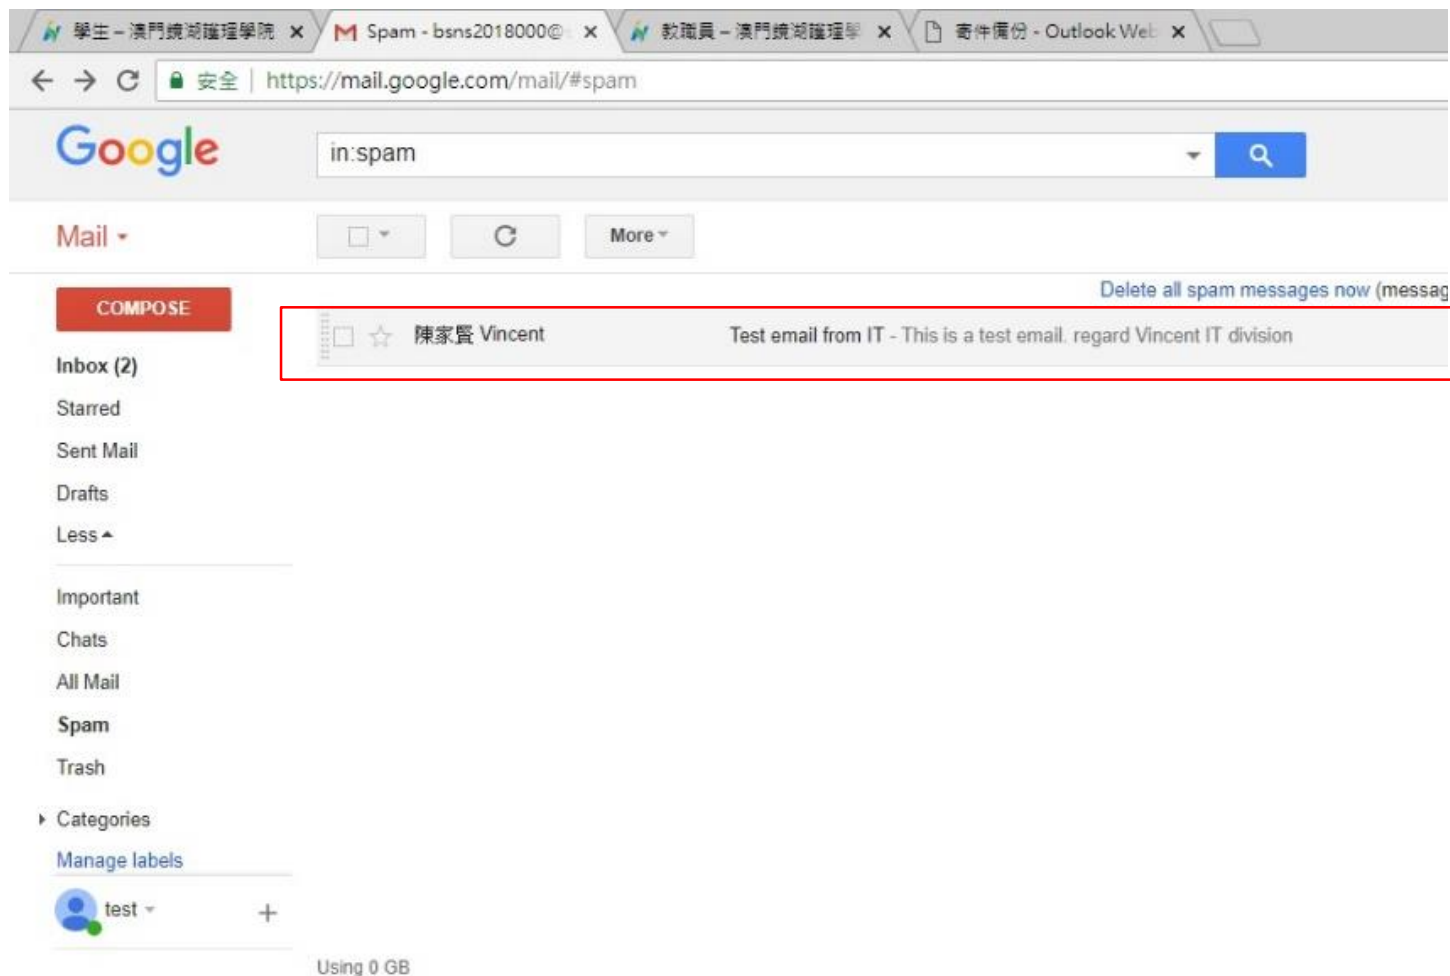 學生 – 澳門鏡湖護理學院
Spam - bsns2018000@
教職員 – 澳門鏡湖護理學
寄件備份 - Outlook Web
安全 | https://mail.google.com/mail/#spam
Google
in:spam
Mail
More
Delete all spam messages now (messag
COMPOSE
陳家賢 Vincent Test email from IT - This is a test email. regard Vincent IT division
Inbox (2)
Starred
Sent Mail
Drafts
Less
Important
Chats
All Mail
Spam
Trash
Categories
Manage labels
test
Using 0 GB